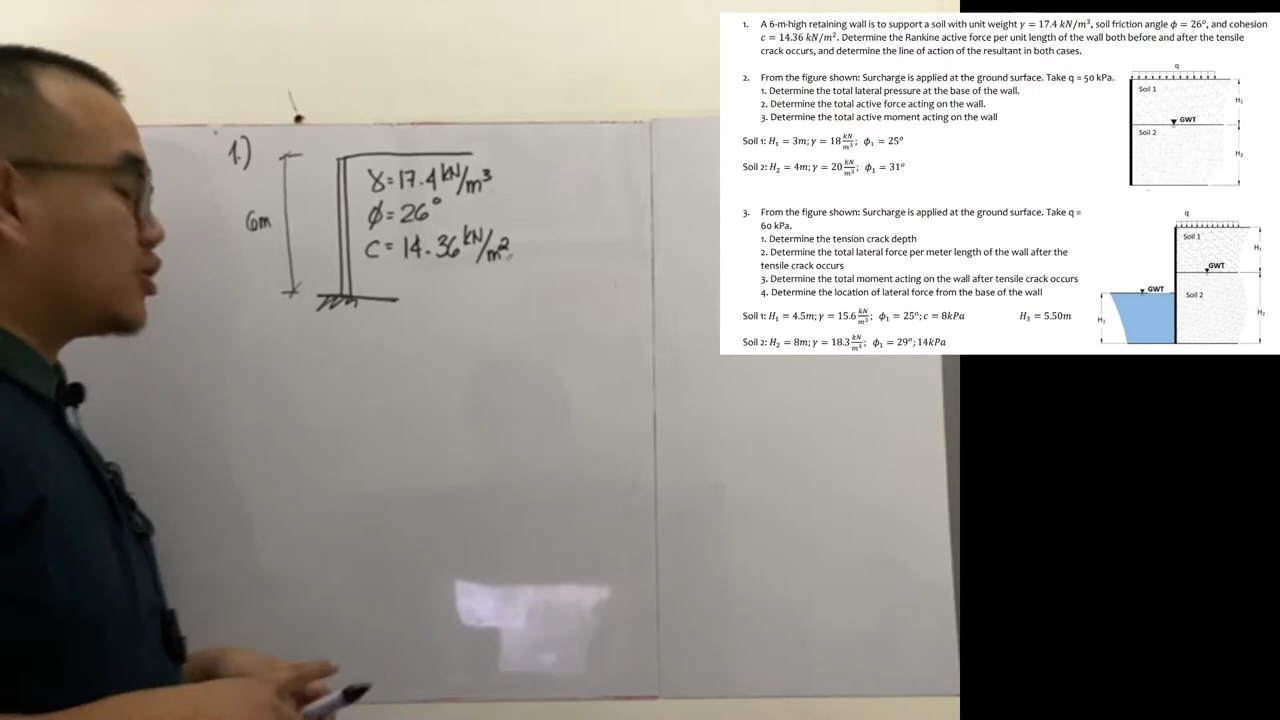 1.)
6m
γ=17.4 kN/m³
ϕ=26°
c=14.36 kN/m²
1. A 6-m-high retaining wall is to support a soil with unit weight γ = 17.4 kN/m³, soil friction angle ϕ = 26°, and cohesion
c = 14.36 kN/m². Determine the Rankine active force per unit length of the wall both before and after the tensile
crack occurs, and determine the line of action of the resultant in both cases.
2. From the figure shown: Surcharge is applied at the ground surface. Take q = 50 kPa.
1. Determine the total lateral pressure at the base of the wall.
2. Determine the total active force acting on the wall.
3. Determine the total active moment acting on the wall
Soil 1: H₁ = 3m; γ = 18 kN/m³; ϕ₁ = 25°
Soil 2: H₂ = 4m; γ = 20 kN/m³; ϕ₁ = 31°
q
Soil 1
H₁
GWT
Soil 2
H₂
3. From the figure shown: Surcharge is applied at the ground surface. Take q =
60 kPa.
1. Determine the tension crack depth
2. Determine the total lateral force per meter length of the wall after the
tensile crack occurs
3. Determine the total moment acting on the wall after tensile crack occurs
4. Determine the location of lateral force from the base of the wall
Soil 1: H₁ = 4.5m; γ = 15.6 kN/m³; ϕ₁ = 25°; c = 8kPa H₃ = 5.50m
Soil 2: H₂ = 8m; γ = 18.3 kN/m³; ϕ₁ = 29°; 14kPa
q
Soil 1
H₁
GWT
GWT
Soil 2
H₃
H₂